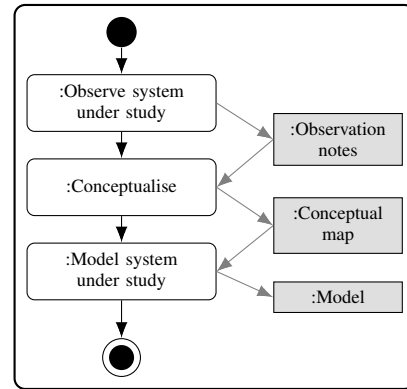 :Observe system
under study
:Observation
notes
:Conceptualise
:Conceptual
map
:Model system
under study
:Model